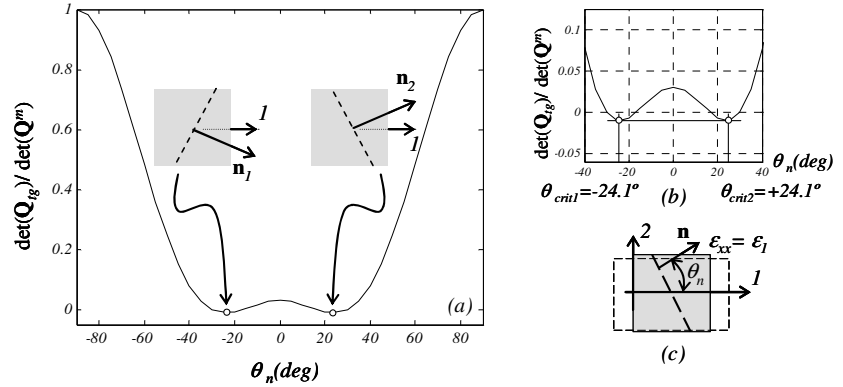 det(Q_tg)/ det(Q^m)
1
0.8
0.6
0.4
0.2
0
-80 -60 -40 -20 0 20 40 60 80
θ_n(deg)
(a)
1
n_1
n_2
1
det(Q_tg)/ det(Q^m)
0.1
0.05
0
-0.05
-40 -20 0 20 40
θ_n(deg)
θ_crit1=-24.1º
(b)
θ_crit2=+24.1º
2
n
ε_xx= ε_1
θ_n
1
(c)